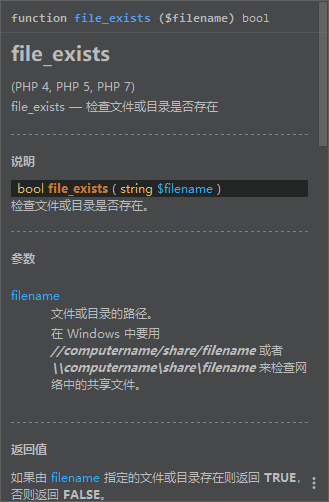 function file_exists ($filename) bool
file_exists
(PHP 4, PHP 5, PHP 7)
file_exists — 检查文件或目录是否存在
说明
bool file_exists ( string $filename )
检查文件或目录是否存在。
参数
filename
文件或目录的路径。
在 Windows 中要用
//computername/share/filename 或者
\\computername\share\filename 来检查网
络中的共享文件。
返回值
如果由 filename 指定的文件或目录存在则返回 TRUE，
否则返回 FALSE。